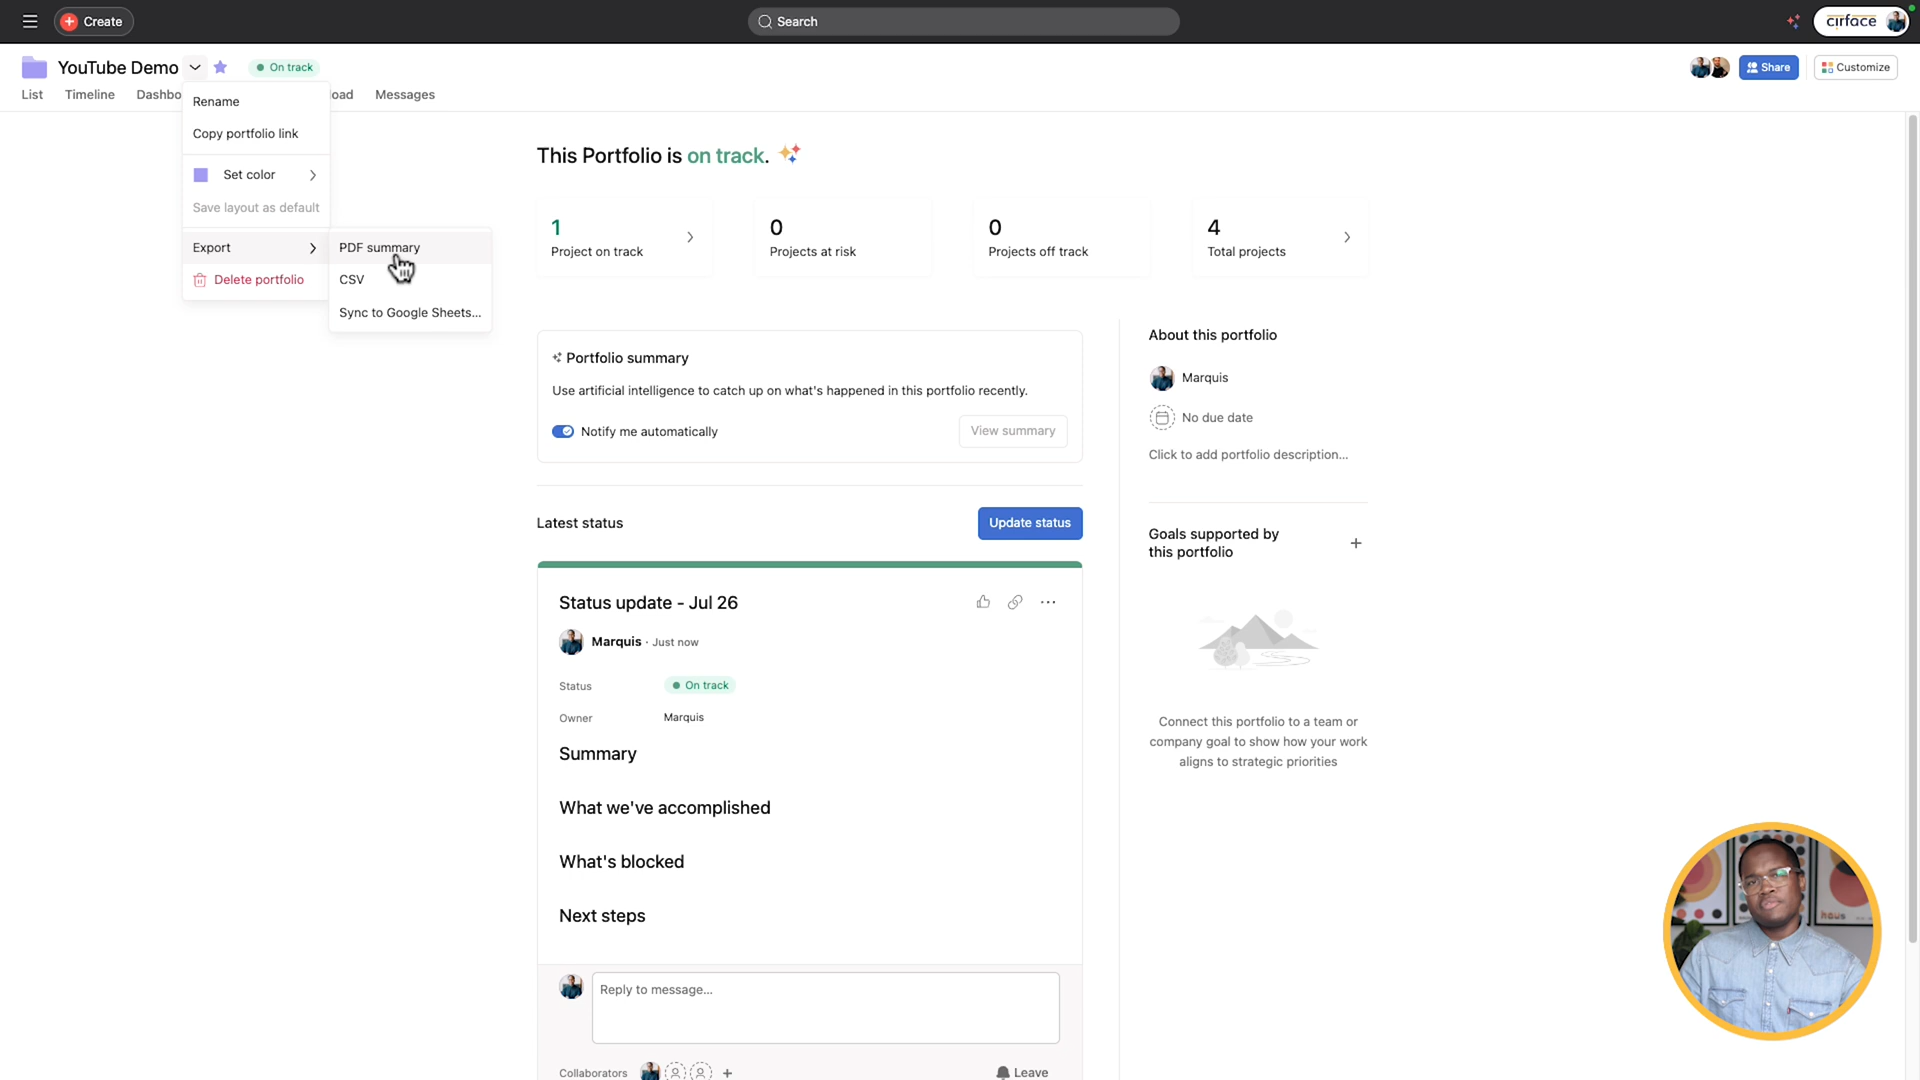 Create
Search
cirface
YouTube Demo
On track
Share
Customize
List
Timeline
Dashbo
oad
Messages
Rename
Copy portfolio link
Set color
Save layout as default
Export
Delete portfolio
PDF summary
CSV
Sync to Google Sheets...
This Portfolio is on track.
1
Project on track
0
Projects at risk
0
Projects off track
4
Total projects
Portfolio summary
Use artificial intelligence to catch up on what's happened in this portfolio recently.
Notify me automatically
View summary
Latest status
Update status
Status update - Jul 26
Marquis · Just now
Status
On track
Owner
Marquis
Summary
What we've accomplished
What's blocked
Next steps
Reply to message...
Collaborators
Leave
About this portfolio
Marquis
No due date
Click to add portfolio description...
Goals supported by
this portfolio
Connect this portfolio to a team or
company goal to show how your work
aligns to strategic priorities
haus